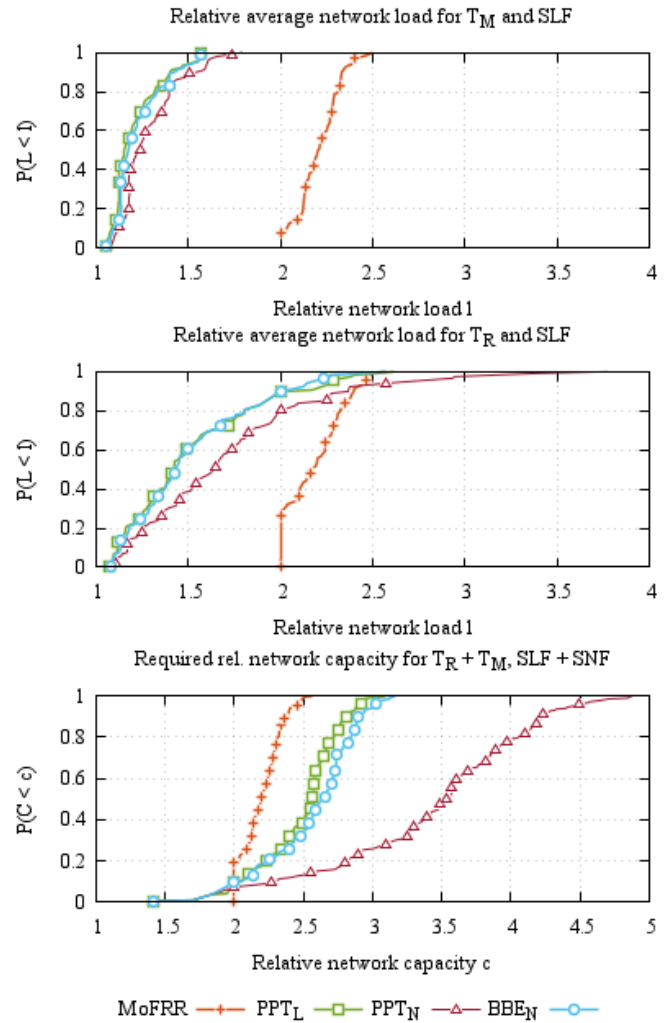 Relative average network load for T_M and SLF
P(L < l)
1
0.8
0.6
0.4
0.2
0
1 1.5 2 2.5 3 3.5 4
Relative network load l
Relative average network load for T_R and SLF
P(L < l)
1
0.8
0.6
0.4
0.2
0
1 1.5 2 2.5 3 3.5 4
Relative network load l
Required rel. network capacity for T_R + T_M, SLF + SNF
P(C < c)
1
0.8
0.6
0.4
0.2
0
1 1.5 2 2.5 3 3.5 4 4.5 5
Relative network capacity c
MoFRR PPT_L PPT_N BBE_N